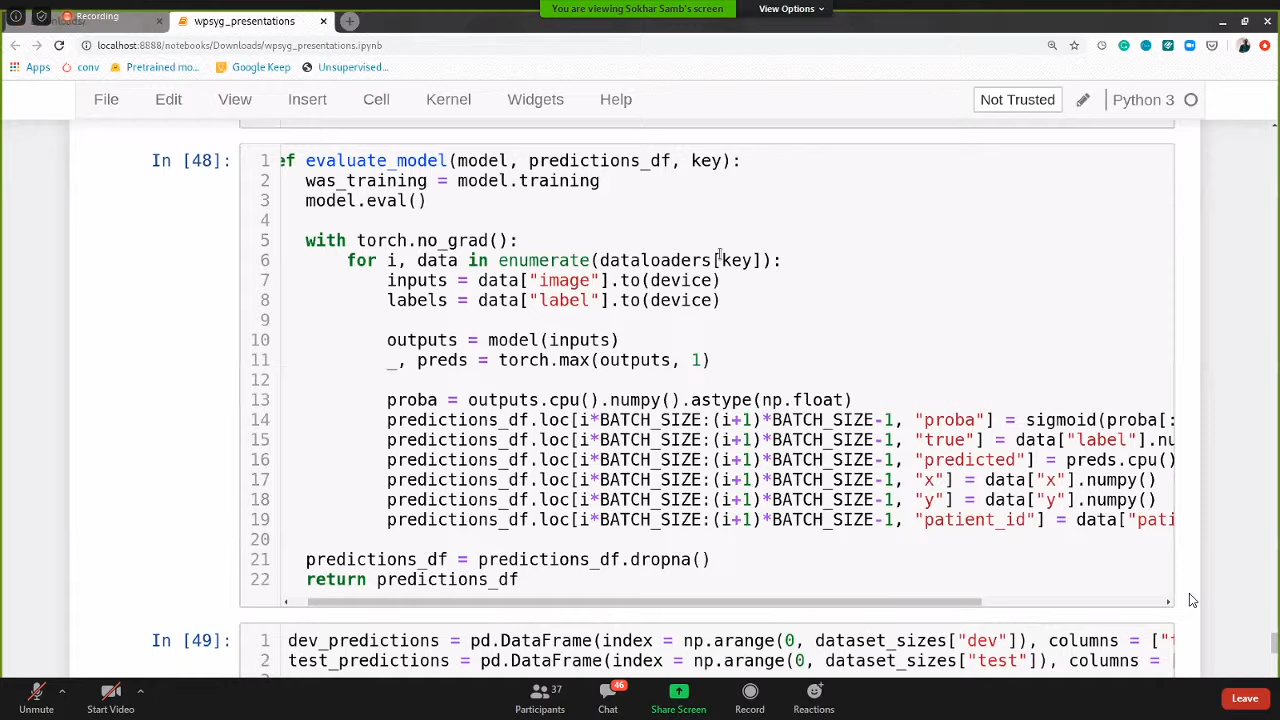 Recording
You are viewing Sokhar Samb's screen
View Options
wpsyg_presentations
localhost:8888/notebooks/Downloads/wpsyg_presentations.ipynb
Apps conv Pretrained mo... Google Keep Unsupervised...
File Edit View Insert Cell Kernel Widgets Help Not Trusted Python 3
In [48]:
1 ef evaluate_model(model, predictions_df, key):
2 was_training = model.training
3 model.eval()
4
5 with torch.no_grad():
6 for i, data in enumerate(dataloaders[key]):
7 inputs = data["image"].to(device)
8 labels = data["label"].to(device)
9
10 outputs = model(inputs)
11 _, preds = torch.max(outputs, 1)
12
13 proba = outputs.cpu().numpy().astype(np.float)
14 predictions_df.loc[i*BATCH_SIZE:(i+1)*BATCH_SIZE-1, "proba"] = sigmoid(proba[:
15 predictions_df.loc[i*BATCH_SIZE:(i+1)*BATCH_SIZE-1, "true"] = data["label"].nu
16 predictions_df.loc[i*BATCH_SIZE:(i+1)*BATCH_SIZE-1, "predicted"] = preds.cpu()
17 predictions_df.loc[i*BATCH_SIZE:(i+1)*BATCH_SIZE-1, "x"] = data["x"].numpy()
18 predictions_df.loc[i*BATCH_SIZE:(i+1)*BATCH_SIZE-1, "y"] = data["y"].numpy()
19 predictions_df.loc[i*BATCH_SIZE:(i+1)*BATCH_SIZE-1, "patient_id"] = data["pati
20
21 predictions_df = predictions_df.dropna()
22 return predictions_df
In [49]:
1 dev_predictions = pd.DataFrame(index = np.arange(0, dataset_sizes["dev"]), columns = ["
2 test_predictions = pd.DataFrame(index = np.arange(0, dataset_sizes["test"]), columns =
37 46
Unmute Start Video Participants Chat Share Screen Record Reactions Leave